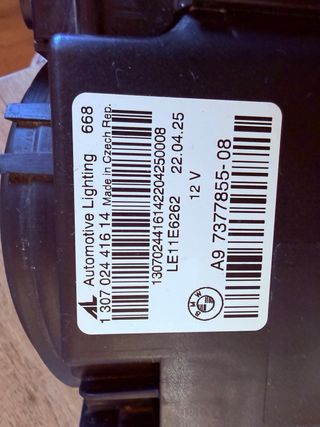 AL Automotive Lighting 668
1 307 024 416 14 Made in Czech Rep.
1307024416142204250008
LE11E6262 22.04.25
12 V
BMW
A9 7377855-08